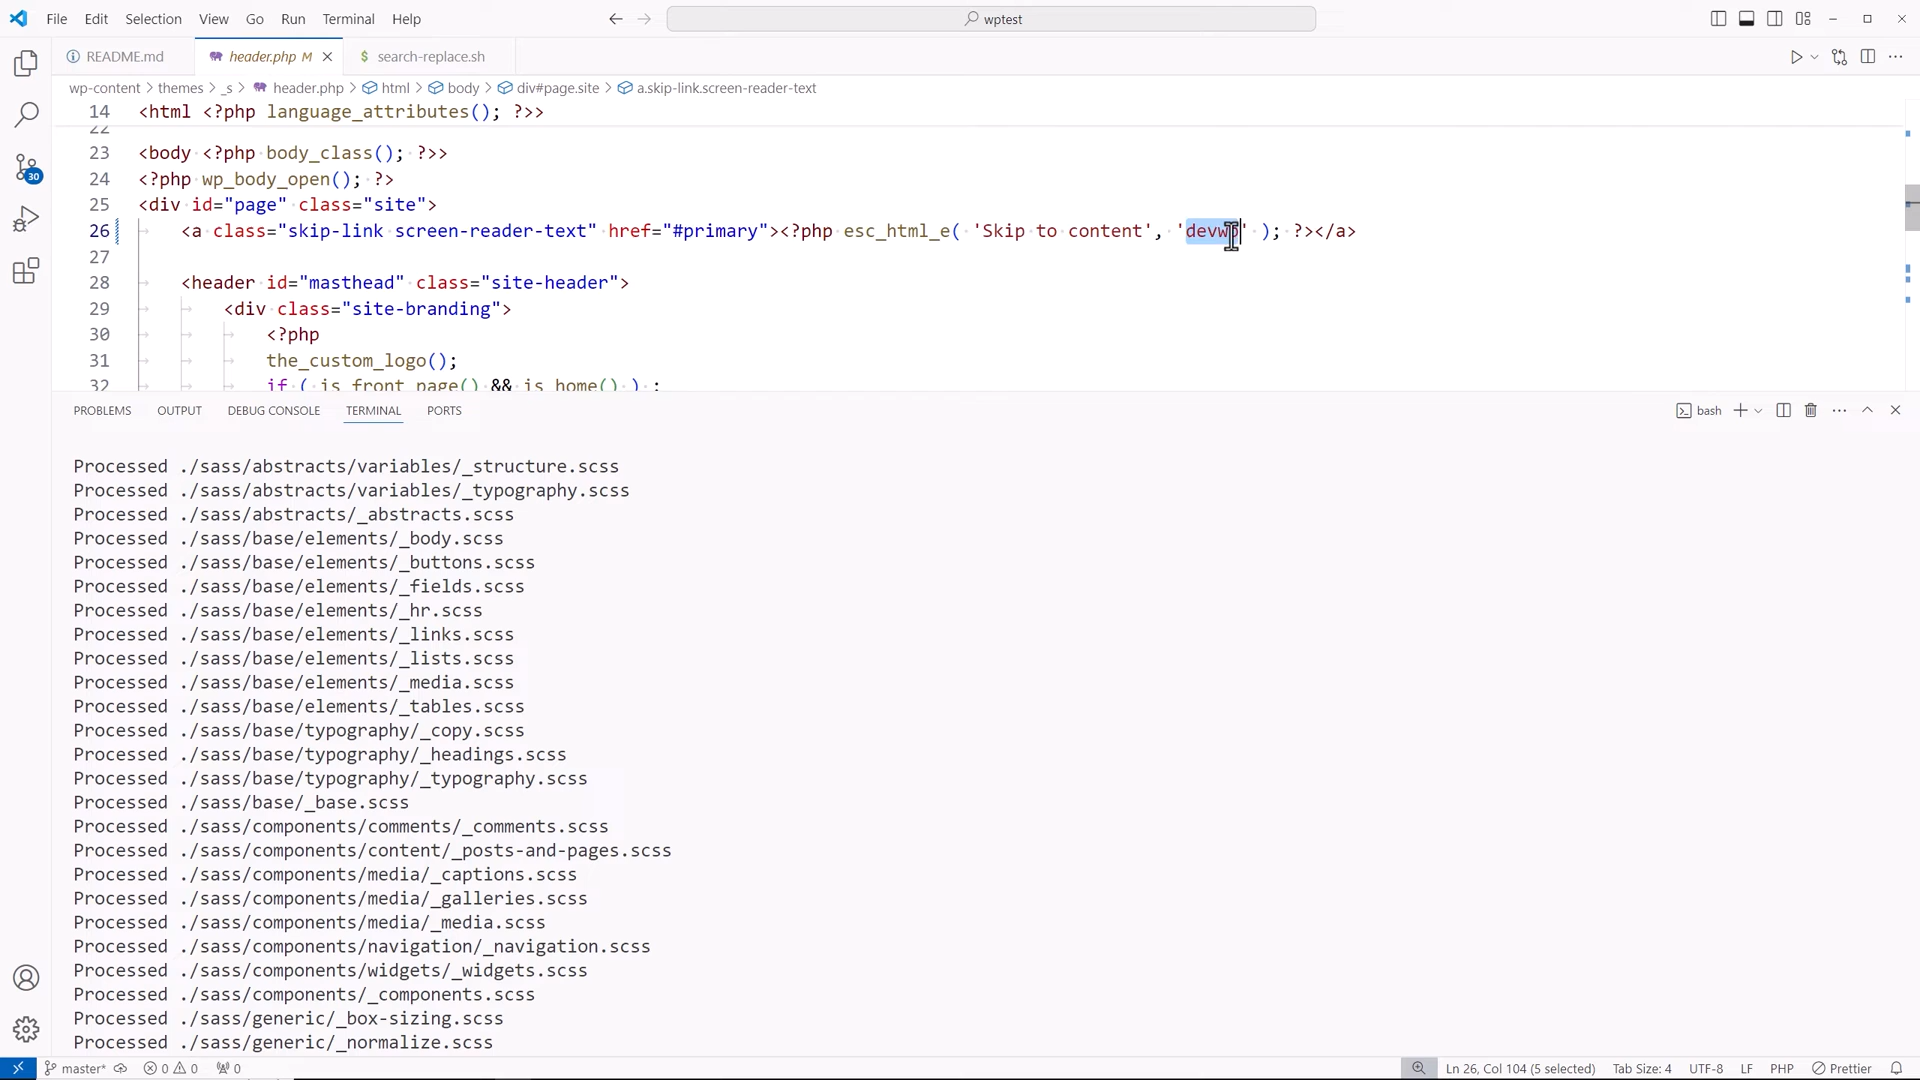 File Edit Selection View Go Run Terminal Help
wptest
README.md
header.php M
search-replace.sh
wp-content > themes > _s > header.php > html > body > div#page.site > a.skip-link.screen-reader-text
14 <html <?php language_attributes(); ?>>
22
23 <body <?php body_class(); ?>>
24 <?php wp_body_open(); ?>
25 <div id="page" class="site">
26 <a class="skip-link screen-reader-text" href="#primary"><?php esc_html_e( 'Skip to content', 'devwp' ); ?></a>
27
28 <header id="masthead" class="site-header">
29 <div class="site-branding">
30 <?php
31 the_custom_logo();
32 if ( is_front_page() && is_home() ) :
30
PROBLEMS OUTPUT DEBUG CONSOLE TERMINAL PORTS
bash
Processed ./sass/abstracts/variables/_structure.scss
Processed ./sass/abstracts/variables/_typography.scss
Processed ./sass/abstracts/_abstracts.scss
Processed ./sass/base/elements/_body.scss
Processed ./sass/base/elements/_buttons.scss
Processed ./sass/base/elements/_fields.scss
Processed ./sass/base/elements/_hr.scss
Processed ./sass/base/elements/_links.scss
Processed ./sass/base/elements/_lists.scss
Processed ./sass/base/elements/_media.scss
Processed ./sass/base/elements/_tables.scss
Processed ./sass/base/typography/_copy.scss
Processed ./sass/base/typography/_headings.scss
Processed ./sass/base/typography/_typography.scss
Processed ./sass/base/_base.scss
Processed ./sass/components/comments/_comments.scss
Processed ./sass/components/content/_posts-and-pages.scss
Processed ./sass/components/media/_captions.scss
Processed ./sass/components/media/_galleries.scss
Processed ./sass/components/media/_media.scss
Processed ./sass/components/navigation/_navigation.scss
Processed ./sass/components/widgets/_widgets.scss
Processed ./sass/components/_components.scss
Processed ./sass/generic/_box-sizing.scss
Processed ./sass/generic/_normalize.scss
master* 0 0 0
Ln 26, Col 104 (5 selected) Tab Size: 4 UTF-8 LF PHP Prettier